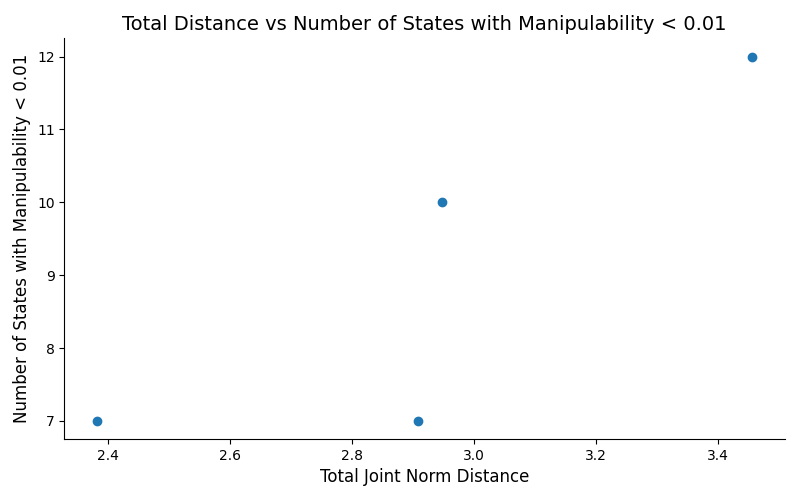 Total Distance vs Number of States with Manipulability < 0.01
Number of States with Manipulability < 0.01
12
11
10
9
8
7
2.4 2.6 2.8 3.0 3.2 3.4
Total Joint Norm Distance